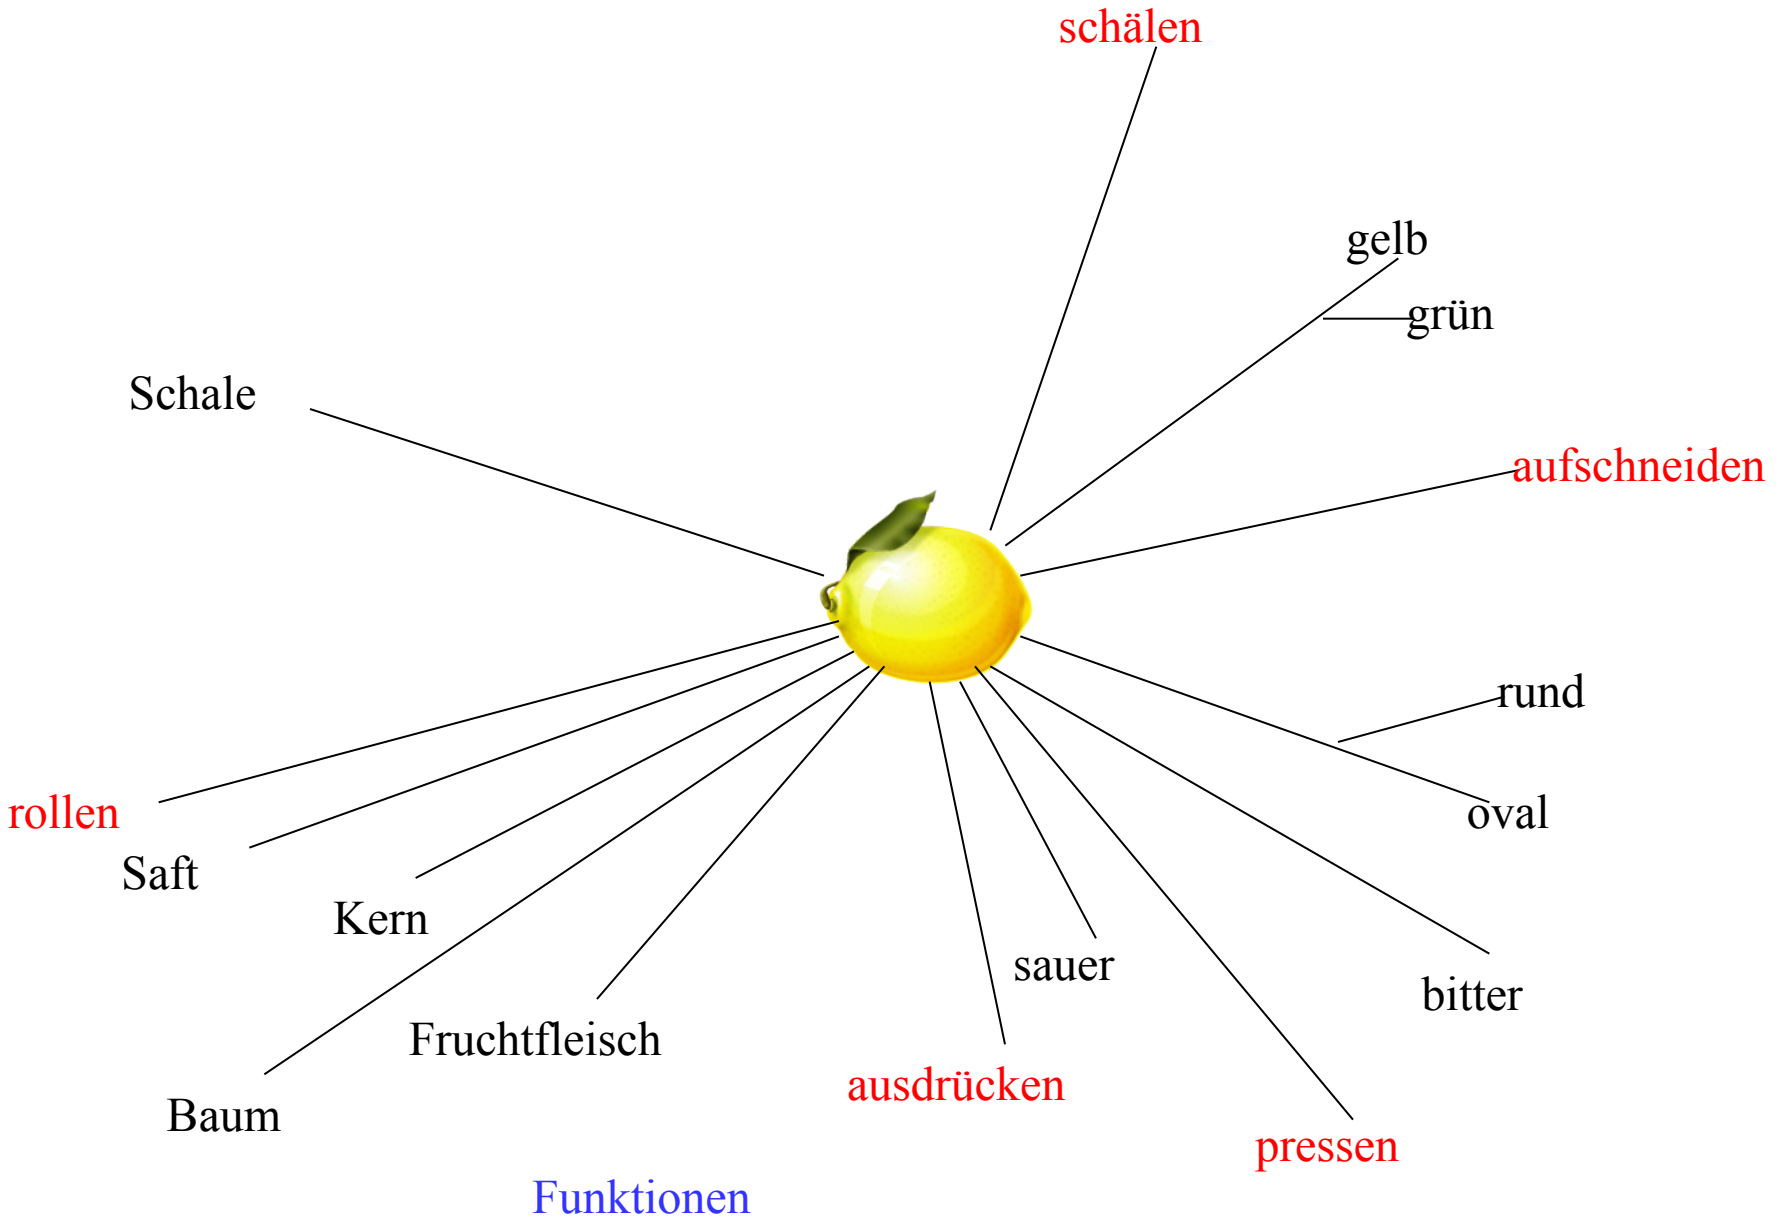 schälen
gelb
grün
Schale
aufschneiden
rund
rollen
oval
Saft
Kern
sauer
bitter
Fruchtfleisch
ausdrücken
Baum
pressen
Funktionen